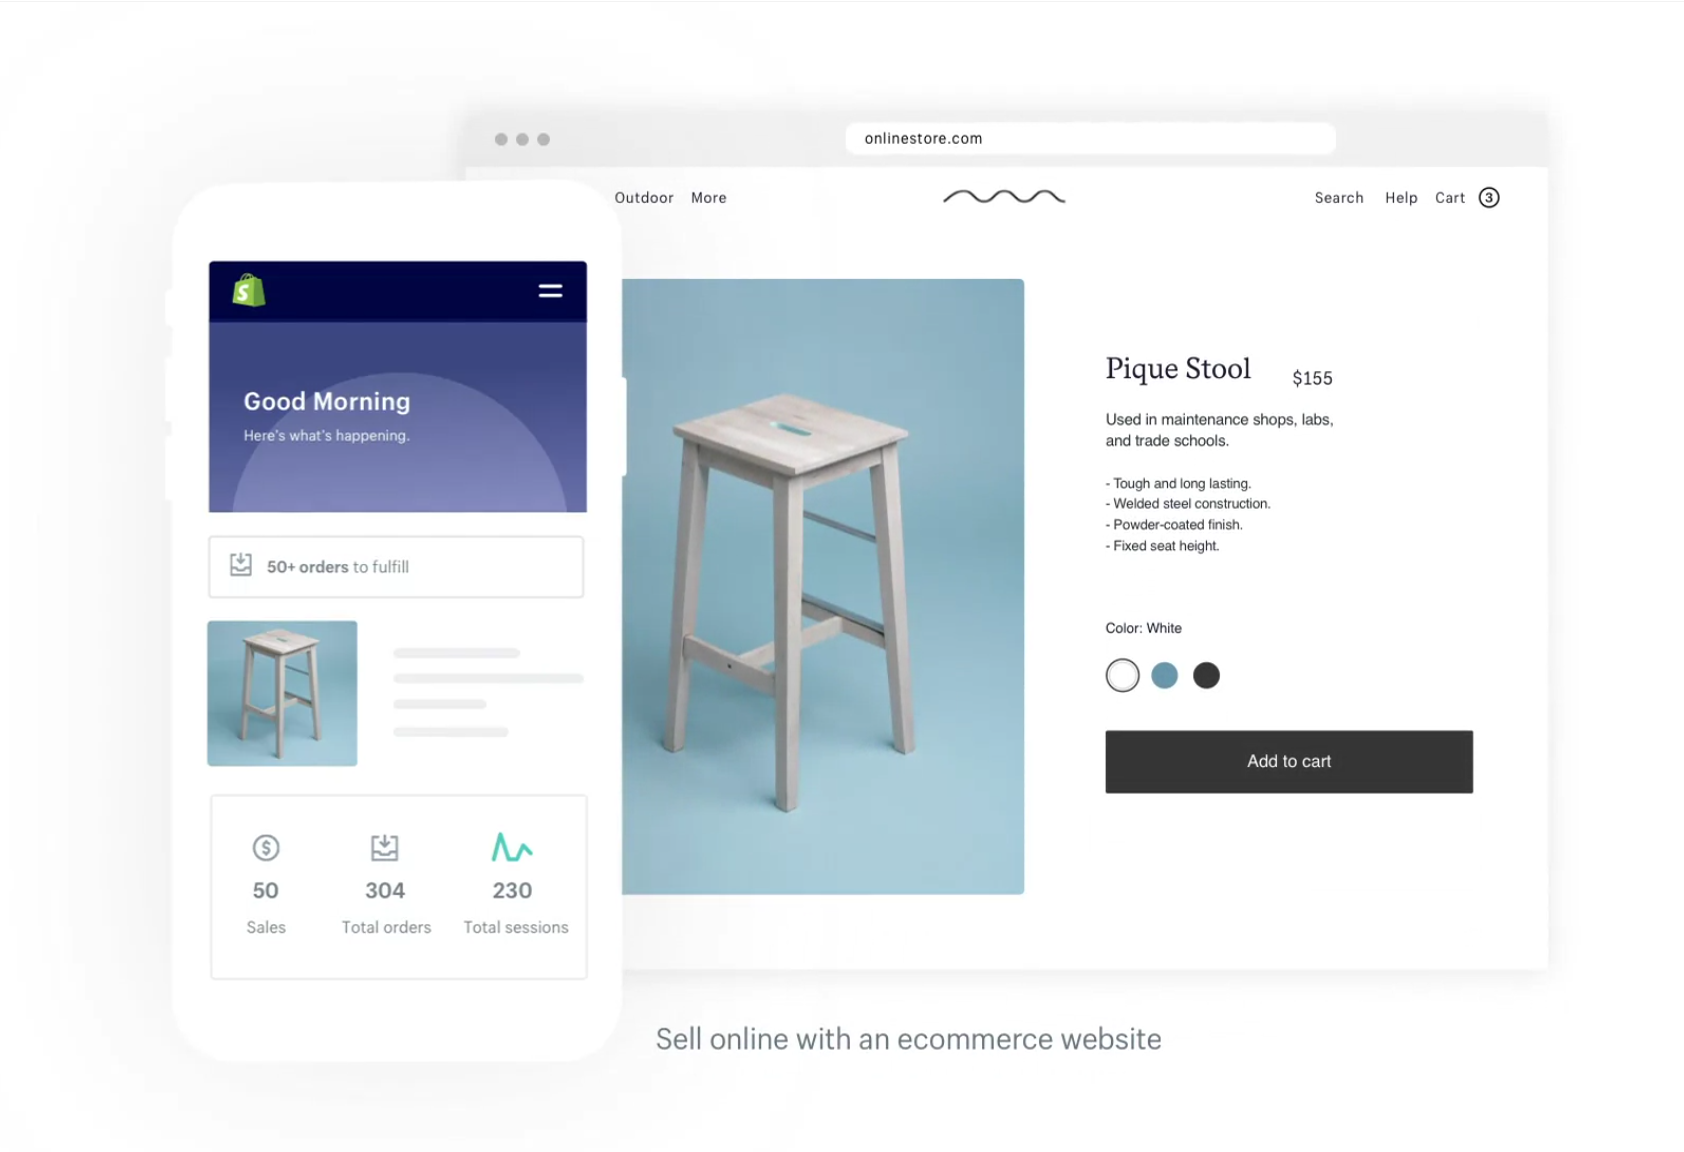 onlinestore.com
Outdoor More
Search Help Cart 3
S
Good Morning
Here's what's happening.
50+ orders to fulfill
50 304 230
Sales Total orders Total sessions
Pique Stool $155
Used in maintenance shops, labs,
and trade schools.
- Tough and long lasting.
- Welded steel construction.
- Powder-coated finish.
- Fixed seat height.
Color: White
Add to cart
Sell online with an ecommerce website